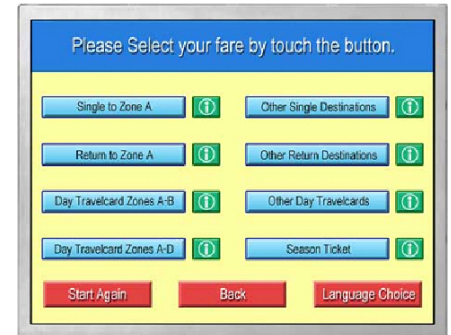 Please Select your fare by touch the button.
Single to Zone A
Other Single Destinations
Return to Zone A
Other Return Destinations
Day Travelcard Zones A-B
Other Day Travelcards
Day Travelcard Zones A-D
Season Ticket
Start Again
Back
Language Choice